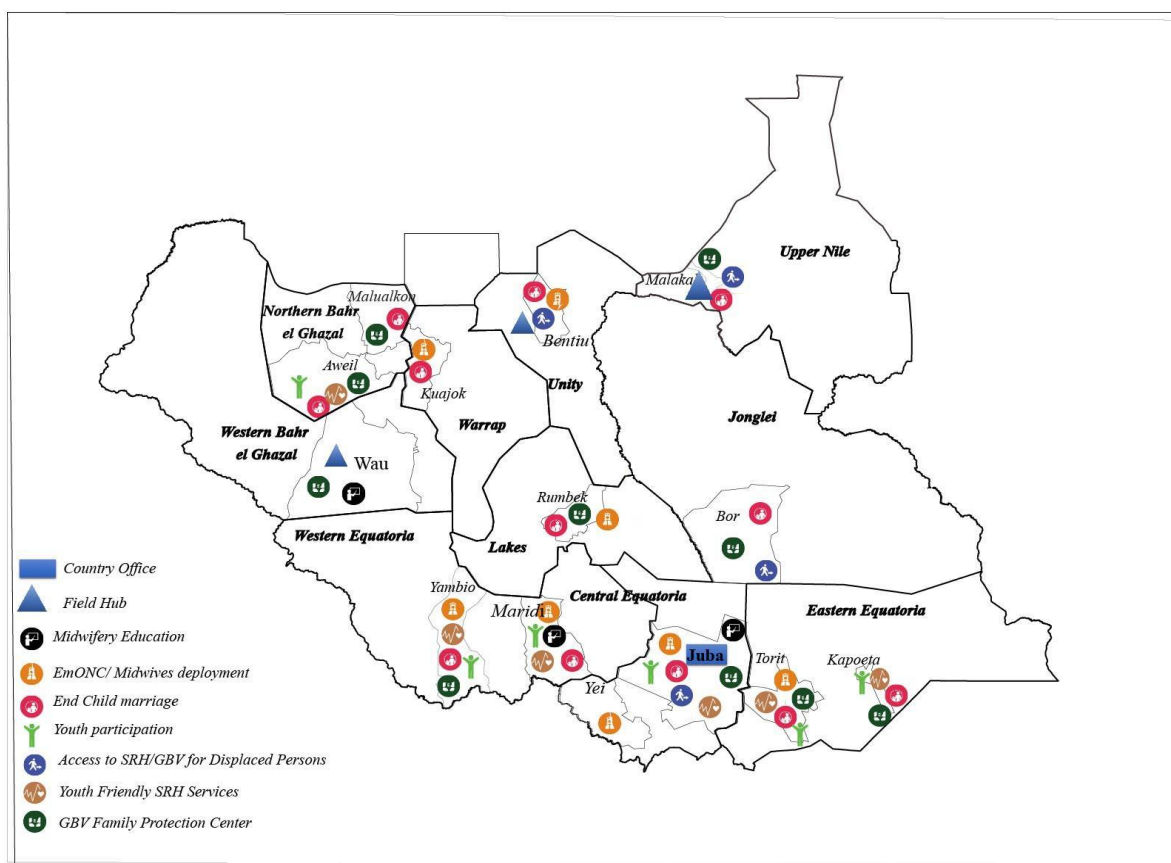 Upper Nile
Malakal
Malualkon
Northern Bahr
el Ghazal
Bentiu
Aweil
Kuajok
Unity
Warrap
Jonglei
Western Bahr
el Ghazal
Wau
Rumbek
Bor
Western Equatoria
Lakes
Country Office
Yambio
Central Equatoria
Eastern Equatoria
Field Hub
Maridi
Midwifery Education
Juba
Torit
Kapoeta
EmONC/ Midwives deployment
Yei
End Child marriage
Youth participation
Access to SRH/GBV for Displaced Persons
Youth Friendly SRH Services
GBV Family Protection Center